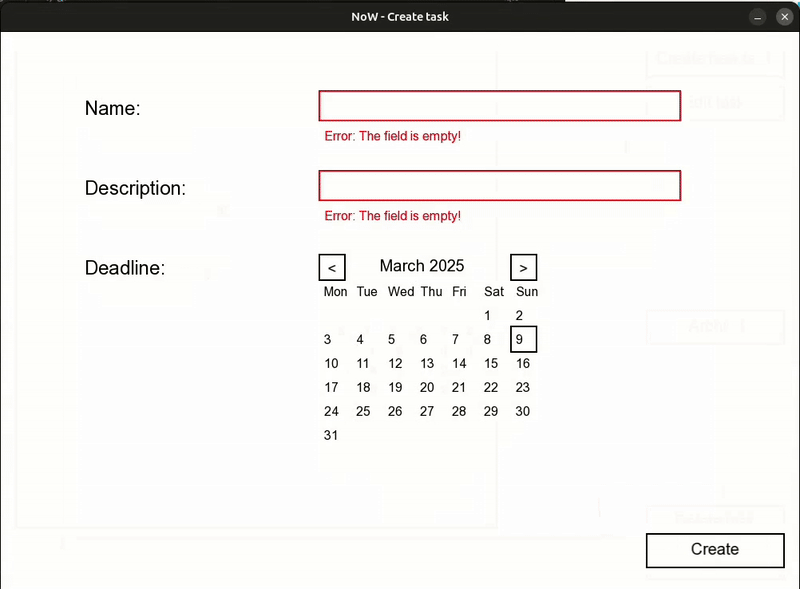 NoW - Create task
Name:
Error: The field is empty!
Description:
Error: The field is empty!
Deadline:
< March 2025 >
Mon Tue Wed Thu Fri Sat Sun
1 2
3 4 5 6 7 8 9
10 11 12 13 14 15 16
17 18 19 20 21 22 23
24 25 26 27 28 29 30
31
Create